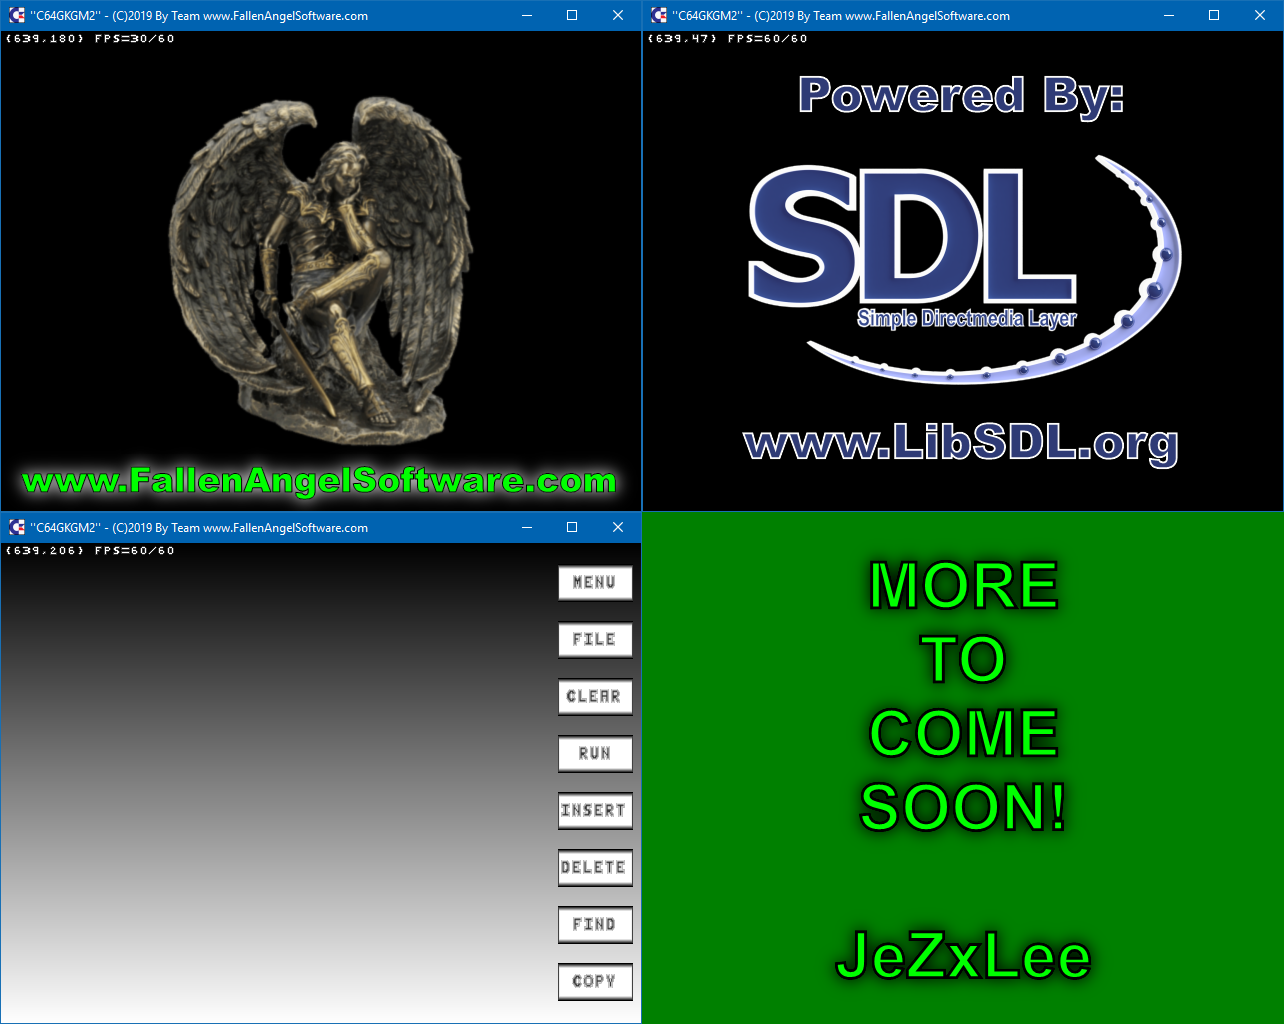 "C64GKGM2" - (C)2019 By Team www.FallenAngelSoftware.com
(639,180) FPS=30/60
www.FallenAngelSoftware.com
"C64GKGM2" - (C)2019 By Team www.FallenAngelSoftware.com
(639,47) FPS=60/60
Powered By:
SDL
Simple Directmedia Layer
www.LibSDL.org
"C64GKGM2" - (C)2019 By Team www.FallenAngelSoftware.com
(639,206) FPS=60/60
MENU
FILE
CLEAR
RUN
INSERT
DELETE
FIND
COPY
MORE
TO
COME
SOON!
JeZxLee